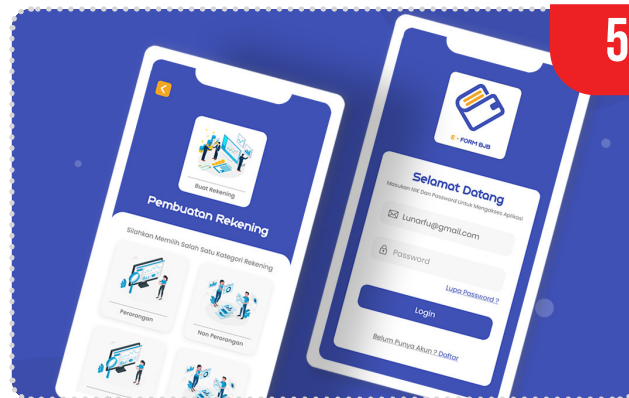 5
Buat Rekening
Pembuatan Rekening
Silahkan Memilih Salah Satu Kategori Rekening
Perorangan
Non Perorangan
E - FORM BJB
Selamat Datang
Masukan NIK Dan Password Untuk Mengakses Aplikasi
Lunarfu@gmail.com
Password
Lupa Password ?
Login
Belum Punya Akun ? Daftar